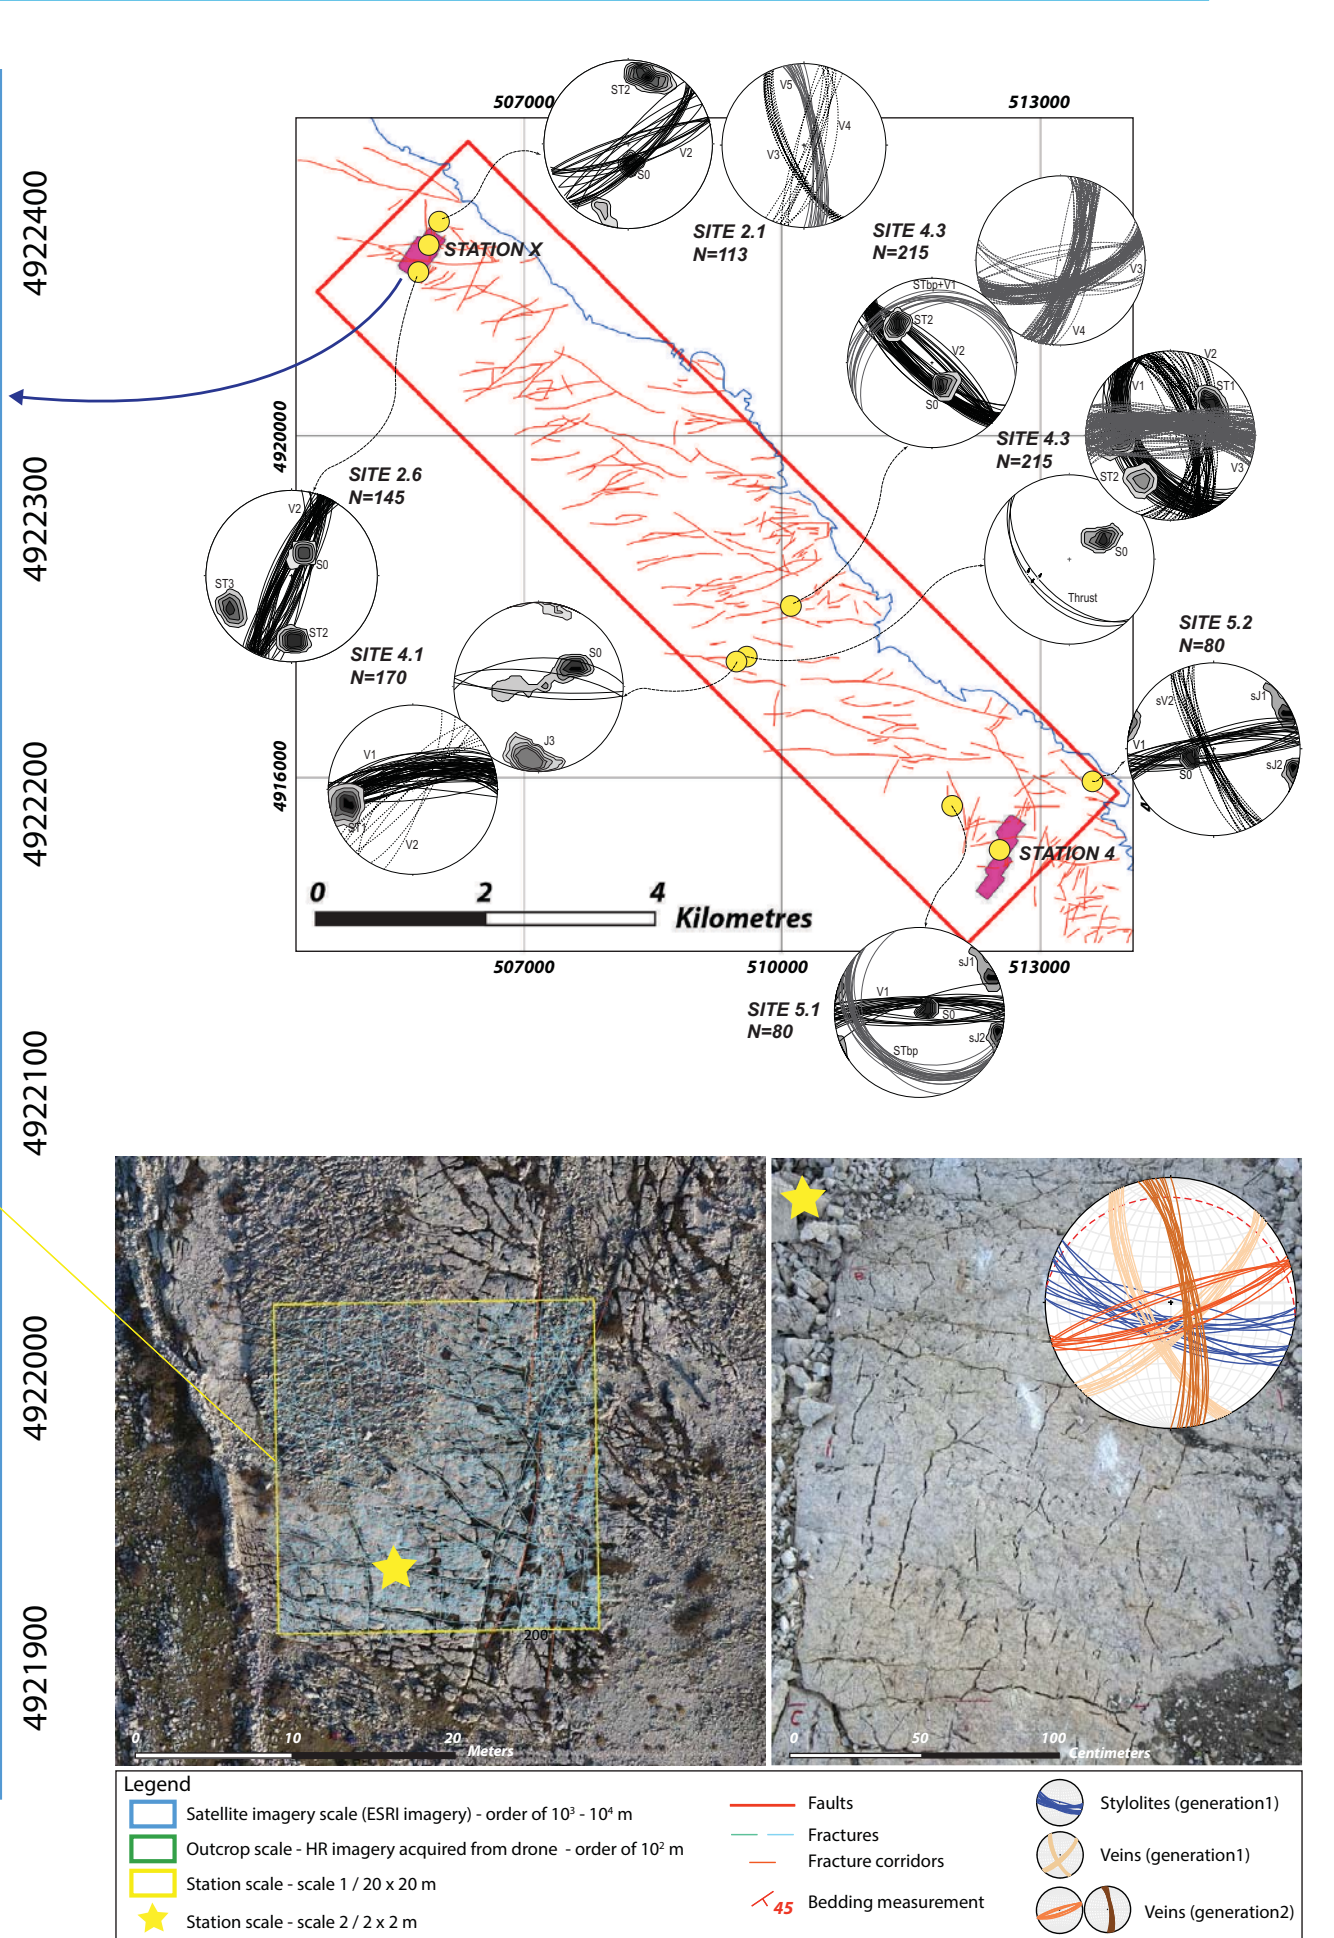 4922400
4922300
4922200
4922100
4922000
4921900
507000
513000
4920000
4916000
507000
510000
513000
STATION X
STATION 4
0 2 4
Kilometres
ST2
V2
S0
V5
V4
V3
SITE 2.1
N=113
SITE 4.3
N=215
V3
V4
STbp+V1
ST2
V2
S0
SITE 4.3
N=215
V2
V1
ST1
ST2
V3
S0
Thrust
SITE 2.6
N=145
V2
S0
ST3
ST2
SITE 4.1
N=170
S0
J3
V1
ST1
V2
SITE 5.2
N=80
sV2
sJ1
V1
S0
sJ2
SITE 5.1
N=80
sJ1
V1
S0
sJ2
STbp
200
0 10 20
Meters
C
0 50 100
Centimeters
Legend
Satellite imagery scale (ESRI imagery) - order of 10³ - 10⁴ m
Outcrop scale - HR imagery acquired from drone - order of 10² m
Station scale - scale 1 / 20 x 20 m
Station scale - scale 2 / 2 x 2 m
Faults
Fractures
Fracture corridors
45 Bedding measurement
Stylolites (generation1)
Veins (generation1)
Veins (generation2)